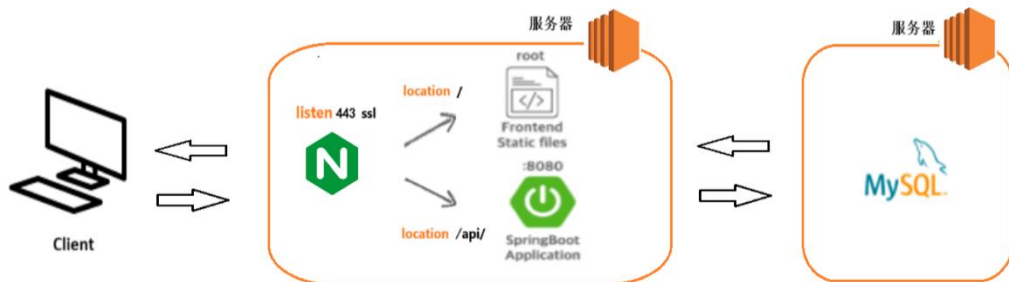 服务器
服务器
root
location /
listen 443 ssl
Frontend
Static files
:8080
N
MySQL
location /api/
SpringBoot
Application
Client